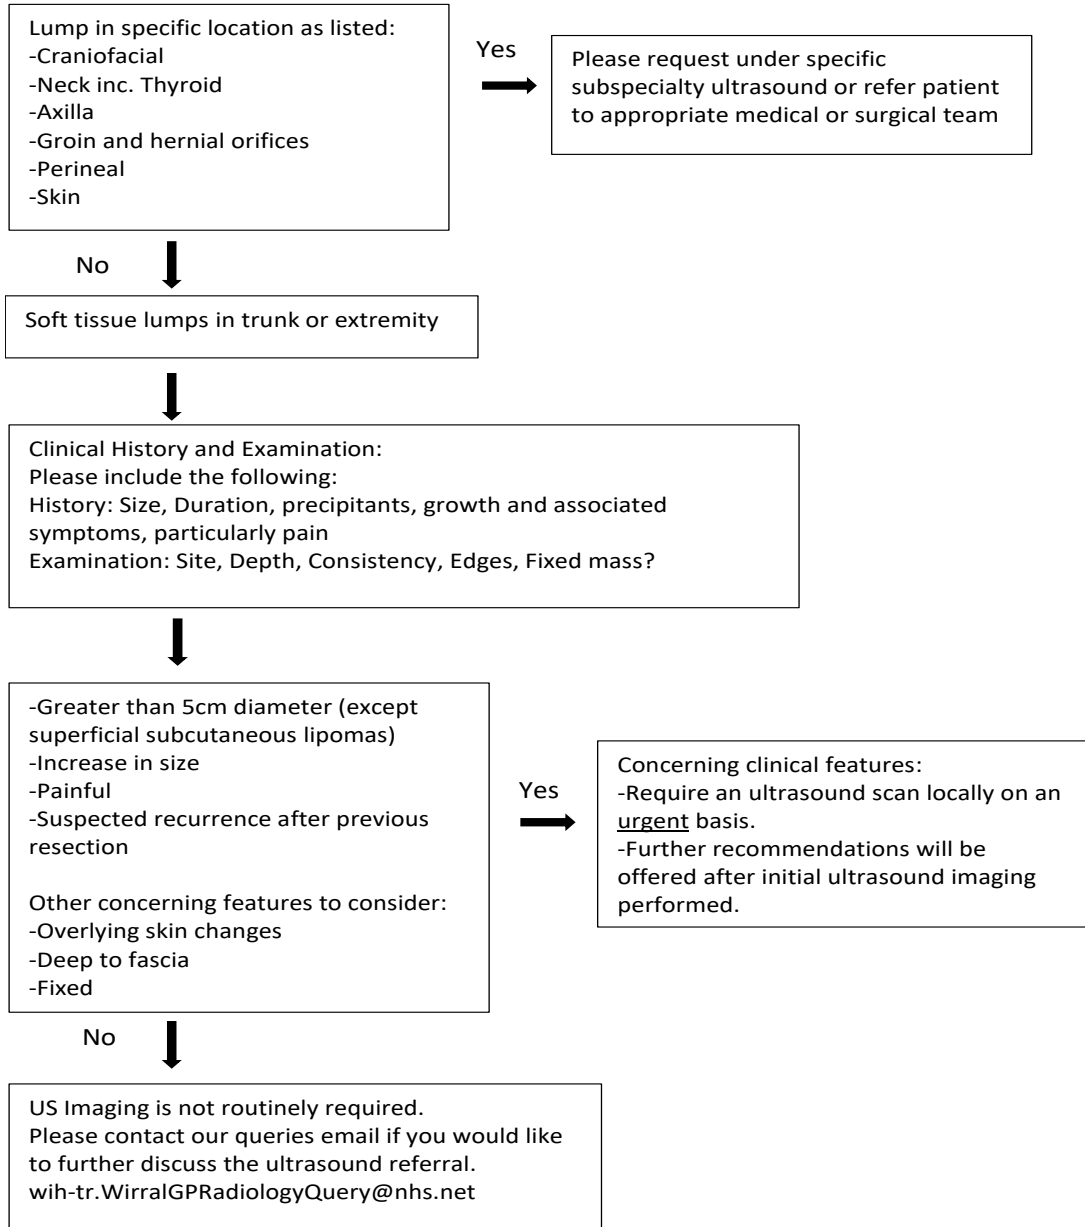 Lump in specific location as listed:
-Craniofacial
-Neck inc. Thyroid
-Axilla
-Groin and hernial orifices
-Perineal
-Skin
Yes
Please request under specific
subspecialty ultrasound or refer patient
to appropriate medical or surgical team
No
Soft tissue lumps in trunk or extremity
Clinical History and Examination:
Please include the following:
History: Size, Duration, precipitants, growth and associated
symptoms, particularly pain
Examination: Site, Depth, Consistency, Edges, Fixed mass?
-Greater than 5cm diameter (except
superficial subcutaneous lipomas)
-Increase in size
-Painful
-Suspected recurrence after previous
resection
Other concerning features to consider:
-Overlying skin changes
-Deep to fascia
-Fixed
Yes
Concerning clinical features:
-Require an ultrasound scan locally on an
urgent basis.
-Further recommendations will be
offered after initial ultrasound imaging
performed.
No
US Imaging is not routinely required.
Please contact our queries email if you would like
to further discuss the ultrasound referral.
wih-tr.WirralGPRadiologyQuery@nhs.net